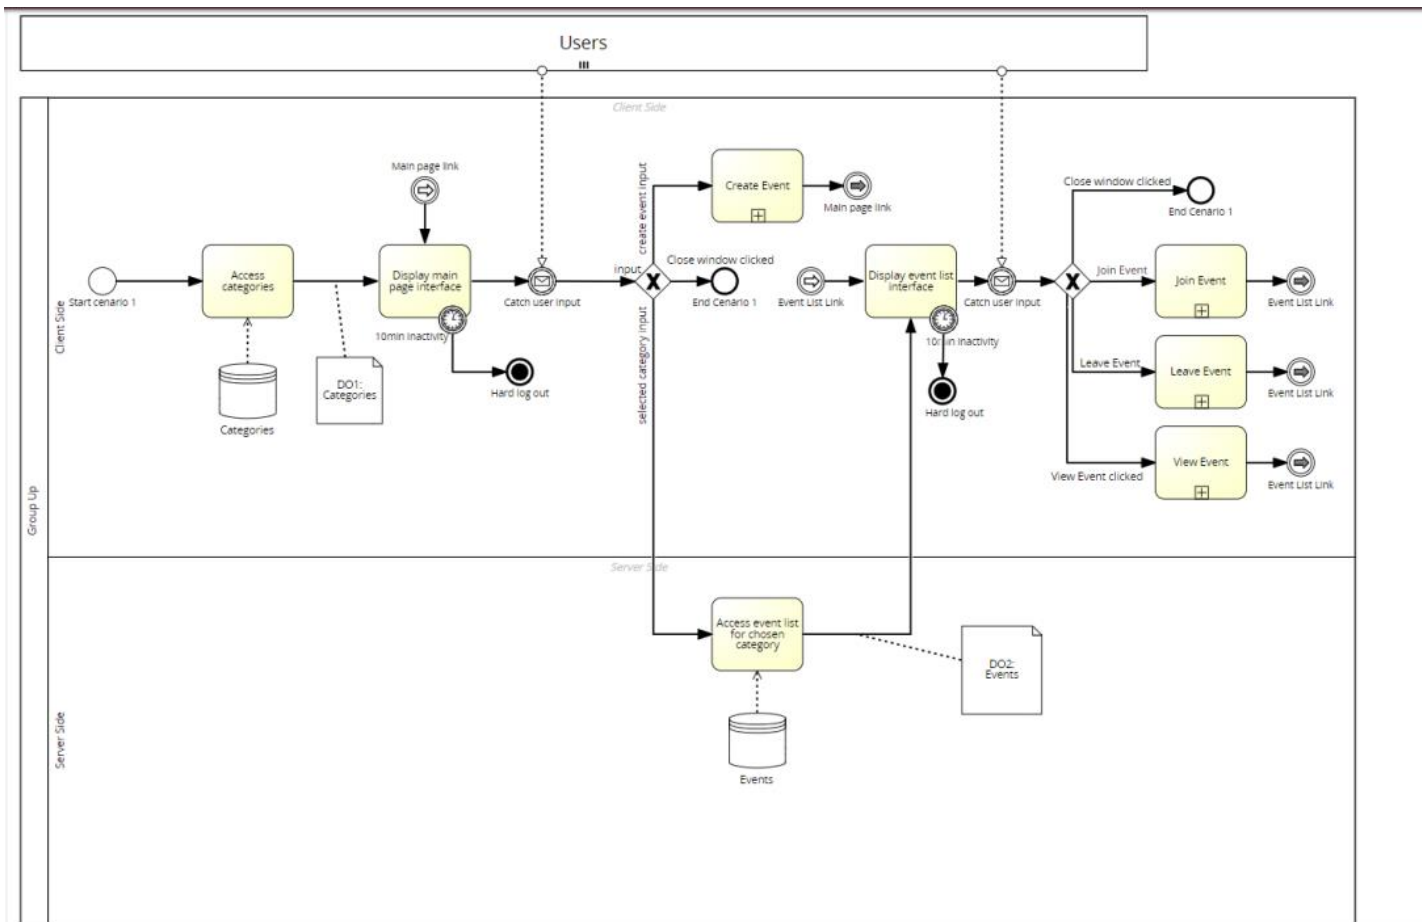 Users
Client Side
Main page link
create event input
Create Event
Main page link
Close window clicked
End Cenario 1
Start cenario 1
Access
categories
Display main
page interface
Catch user input
input
Close window clicked
End Cenário 1
Event List Link
Display event list
interface
Catch user input
Join Event
Join Event
Event List Link
10min inactivity
Hard log out
DO1:
Categories
Categories
selected category input
10min inactivity
Hard log out
Leave Event
Leave Event
Event List Link
View Event clicked
View Event
Event List Link
Client Side
Group Up
Server Side
Access event list
for chosen
category
DO2:
Events
Events
Server Side